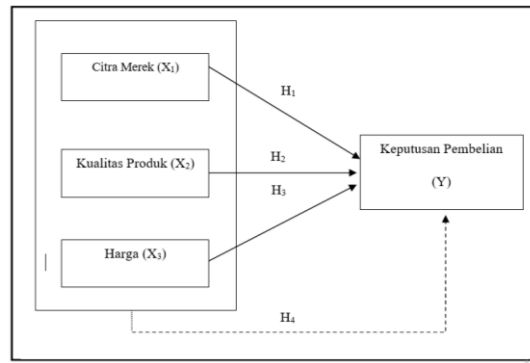 Citra Merek (X₁)
H₁
Kualitas Produk (X₂)
H₂
Keputusan Pembelian
(Y)
H₃
Harga (X₃)
H₄